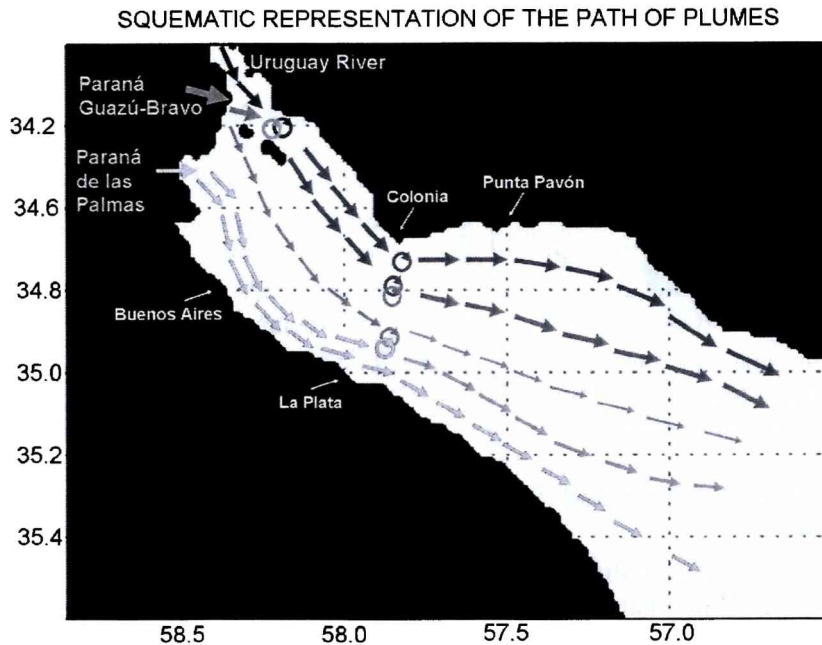 SQUEMATIC REPRESENTATION OF THE PATH OF PLUMES
Uruguay River
Paraná
Guazú-Bravo
34.2
Paraná
de las
Palmas
Colonia
Punta Pavón
34.6
34.8
Buenos Aires
35.0
La Plata
35.2
35.4
58.5
58.0
57.5
57.0